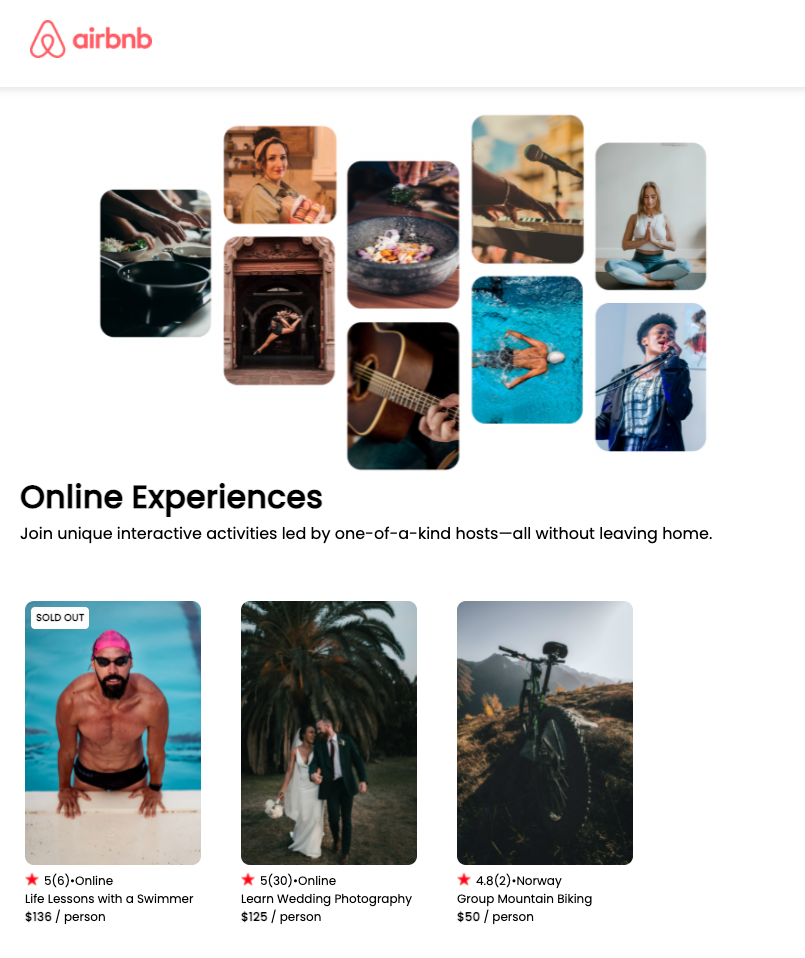 airbnb
Online Experiences
Join unique interactive activities led by one-of-a-kind hosts—all without leaving home.
SOLD OUT
5(6)•Online
Life Lessons with a Swimmer
$136 / person
5(30)•Online
Learn Wedding Photography
$125 / person
4.8(2)•Norway
Group Mountain Biking
$50 / person